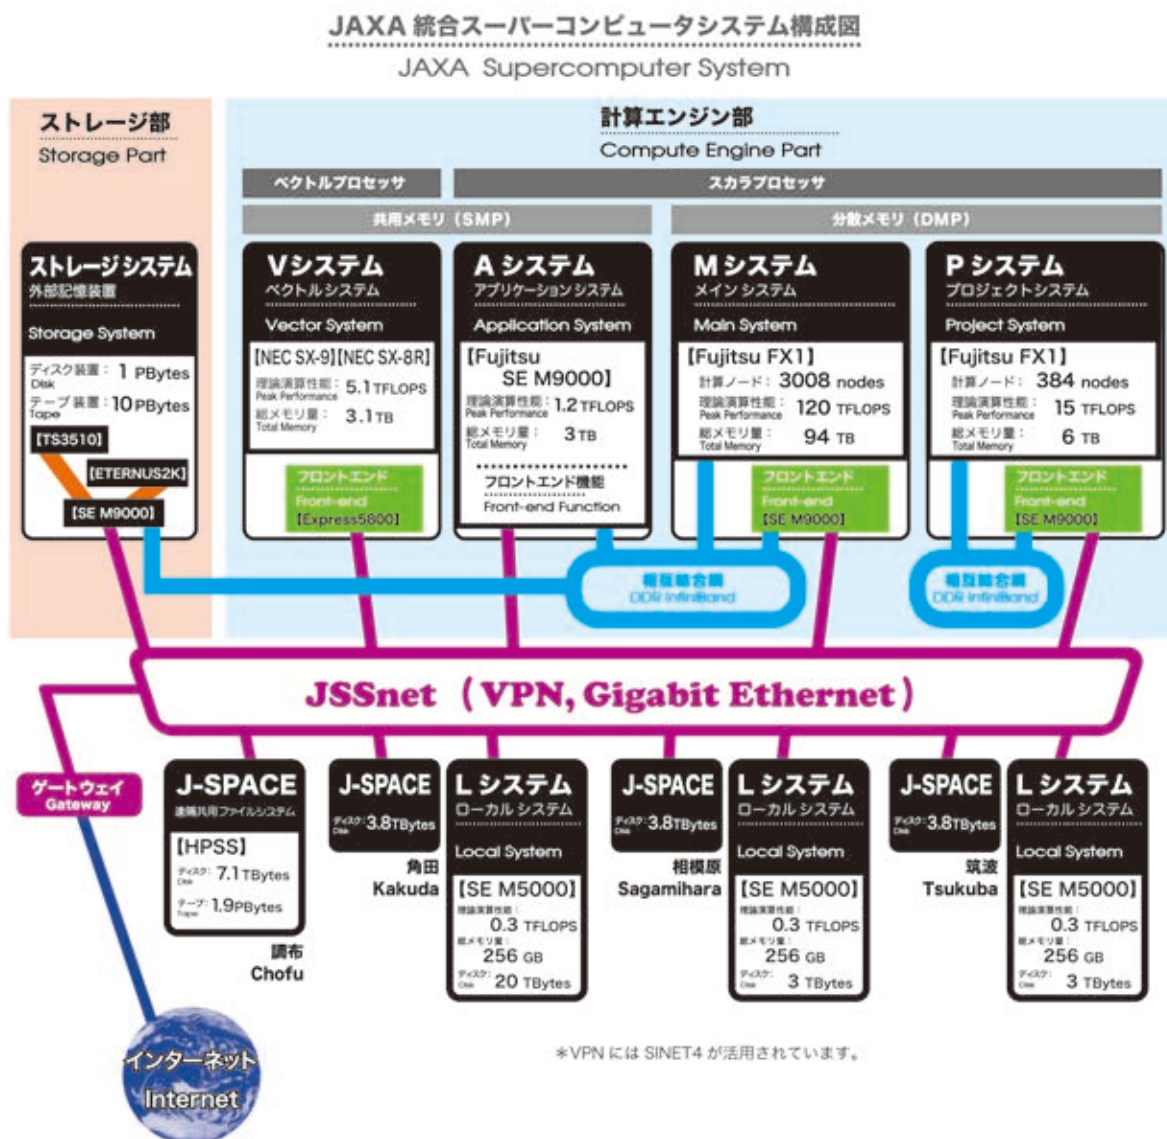 JAXA 統合スーパーコンピュータシステム構成図
JAXA Supercomputer System
ストレージ部
Storage Part
計算エンジン部
Compute Engine Part
ベクトルプロセッサ
スカラプロセッサ
共用メモリ（SMP）
分散メモリ（DMP）
ストレージシステム
外部記憶装置
Storage System
ディスク装置： 1 PBytes
Disk
テープ装置：10 PBytes
Tape
【TS3510】
【ETERNUS2K】
【SE M9000】
Vシステム
ベクトルシステム
Vector System
【NEC SX-9】【NEC SX-8R】
理論演算性能： 5.1 TFLOPS
Peak Performance
総メモリ量： 3.1 TB
Total Memory
フロントエンド
Front-end
【Express5800】
A システム
アプリケーションシステム
Application System
【Fujitsu
SE M9000】
理論演算性能： 1.2 TFLOPS
Peak Performance
総メモリ量： 3 TB
Total Memory
フロントエンド機能
Front-end Function
M システム
メイン システム
Main System
【Fujitsu FX1】
計算ノード： 3008 nodes
理論演算性能： 120 TFLOPS
Peak Performance
総メモリ量： 94 TB
Total Memory
フロントエンド
Front-end
【SE M9000】
P システム
プロジェクトシステム
Project System
【Fujitsu FX1】
計算ノード： 384 nodes
理論演算性能： 15 TFLOPS
Peak Performance
総メモリ量： 6 TB
Total Memory
フロントエンド
Front-end
【SE M9000】
相互結合網
DDR InfiniBand
相互結合網
DDR InfiniBand
JSSnet （VPN, Gigabit Ethernet）
ゲートウェイ
Gateway
J-SPACE
遠隔共用ファイルシステム
【HPSS】
ディスク： 7.1 TBytes
Disk
テープ： 1.9PBytes
Tape
調布
Chofu
J-SPACE
ディスク： 3.8TBytes
Disk
角田
Kakuda
L システム
ローカル システム
Local System
【SE M5000】
理論演算性能：
0.3 TFLOPS
総メモリ量：
256 GB
ディスク： 20 TBytes
Disk
J-SPACE
ディスク： 3.8TBytes
Disk
相模原
Sagamihara
L システム
ローカル システム
Local System
【SE M5000】
理論演算性能：
0.3 TFLOPS
総メモリ量：
256 GB
ディスク： 3 TBytes
Disk
J-SPACE
ディスク： 3.8TBytes
Disk
筑波
Tsukuba
L システム
ローカル システム
Local System
【SE M5000】
理論演算性能：
0.3 TFLOPS
総メモリ量：
256 GB
ディスク： 3 TBytes
Disk
インターネット
Internet
＊VPN には SINET4 が活用されています。